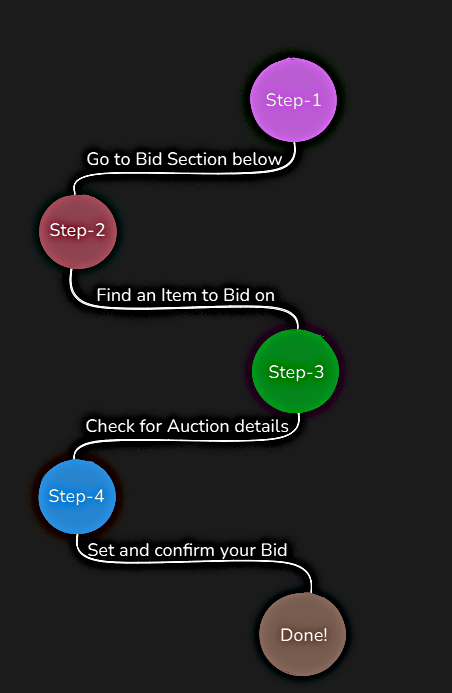 Step-1
Go to Bid Section below
Step-2
Find an Item to Bid on
Step-3
Check for Auction details
Step-4
Set and confirm your Bid
Done!